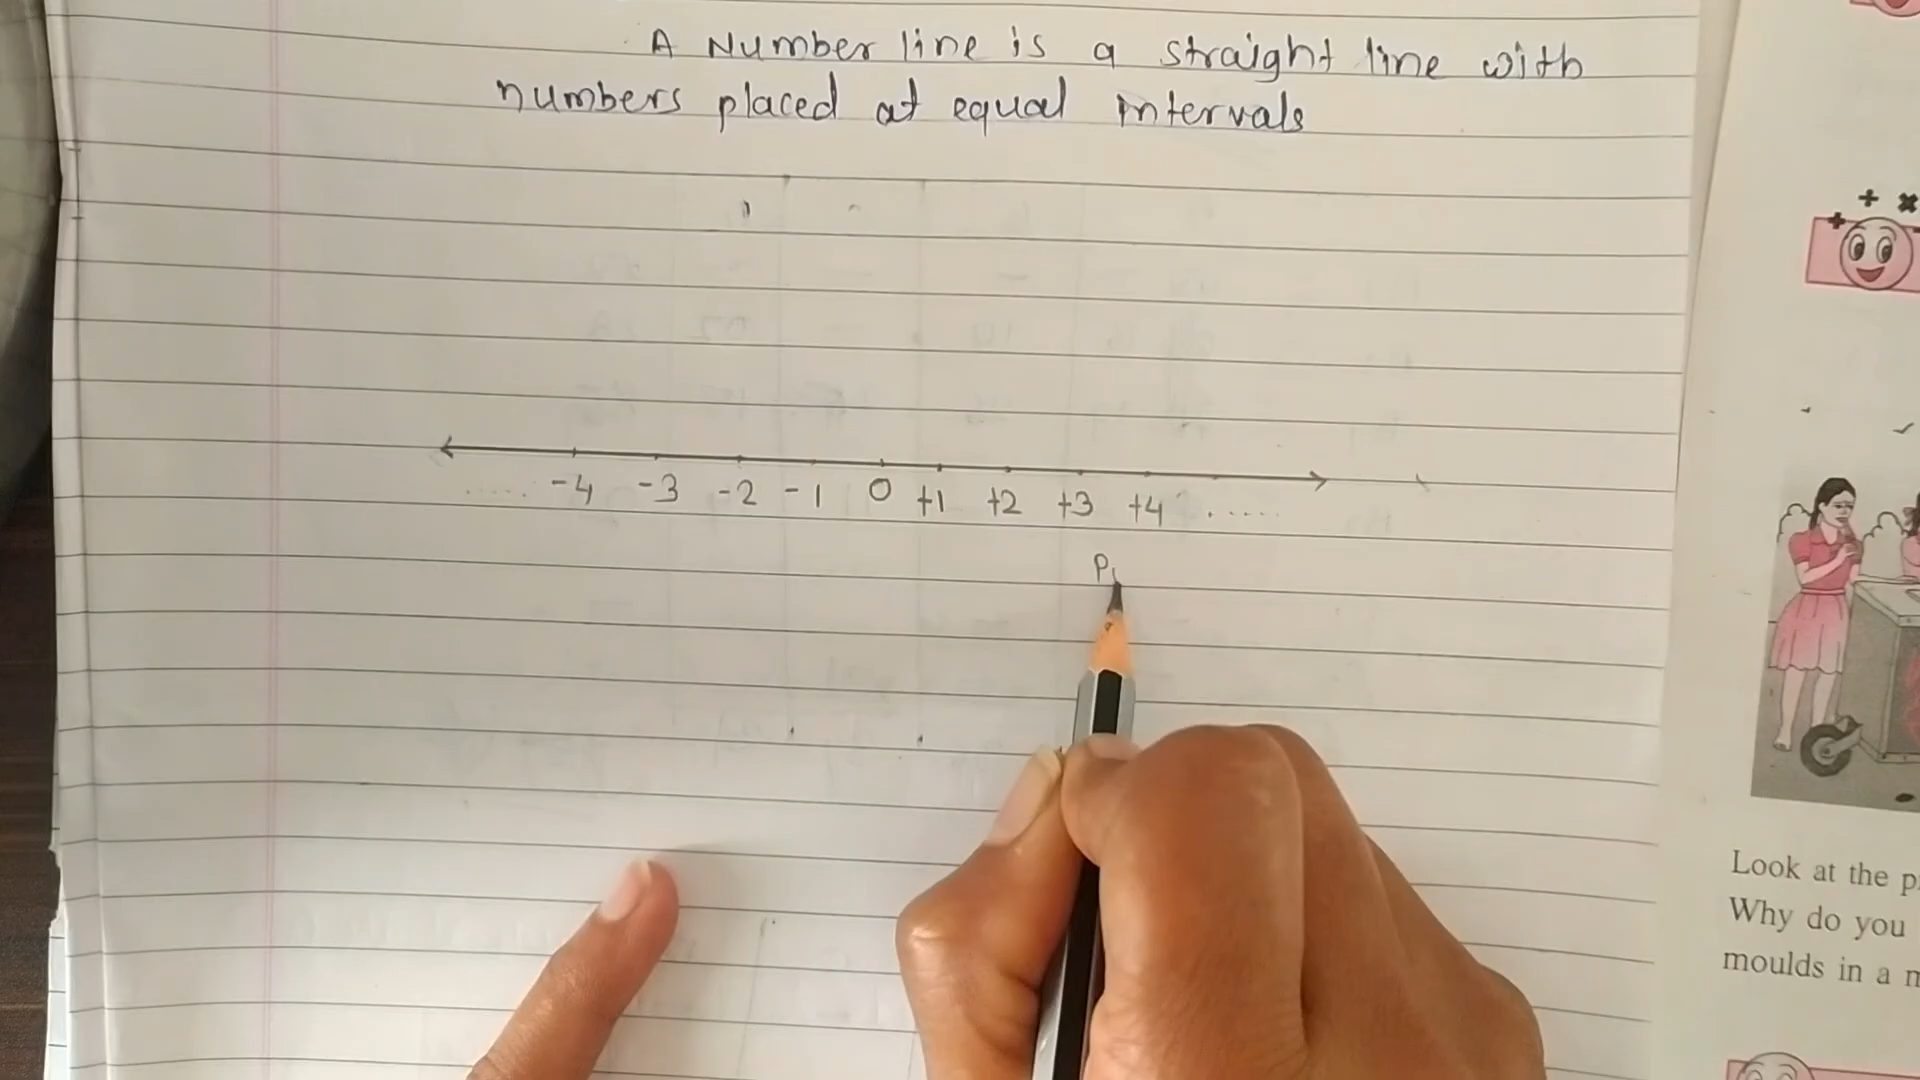 A Number line is a straight line with
numbers placed at equal intervals
..... -4 -3 -2 -1 0 +1 +2 +3 +4 .....
P
Look at the
Why do you
moulds in a